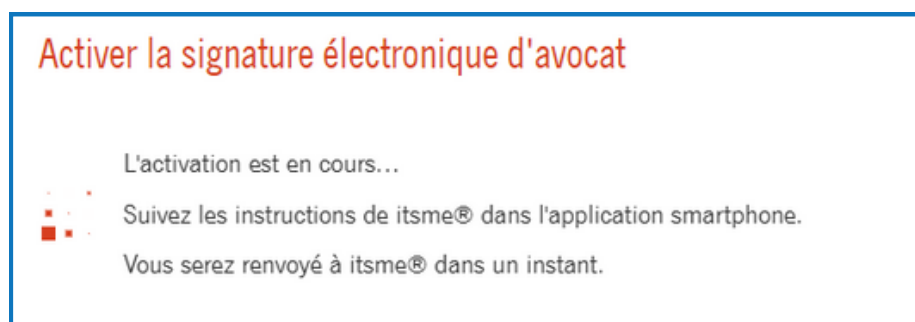 Activer la signature électronique d'avocat
L'activation est en cours...
Suivez les instructions de itsme® dans l'application smartphone.
Vous serez renvoyé à itsme® dans un instant.